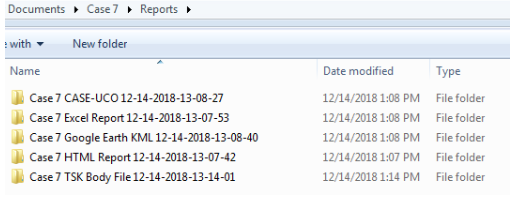 Documents ▸ Case 7 ▸ Reports ▸
with ▾ New folder
Name Date modified Type
Case 7 CASE-UCO 12-14-2018-13-08-27 12/14/2018 1:08 PM File folder
Case 7 Excel Report 12-14-2018-13-07-53 12/14/2018 1:08 PM File folder
Case 7 Google Earth KML 12-14-2018-13-08-40 12/14/2018 1:08 PM File folder
Case 7 HTML Report 12-14-2018-13-07-42 12/14/2018 1:07 PM File folder
Case 7 TSK Body File 12-14-2018-13-14-01 12/14/2018 1:14 PM File folder